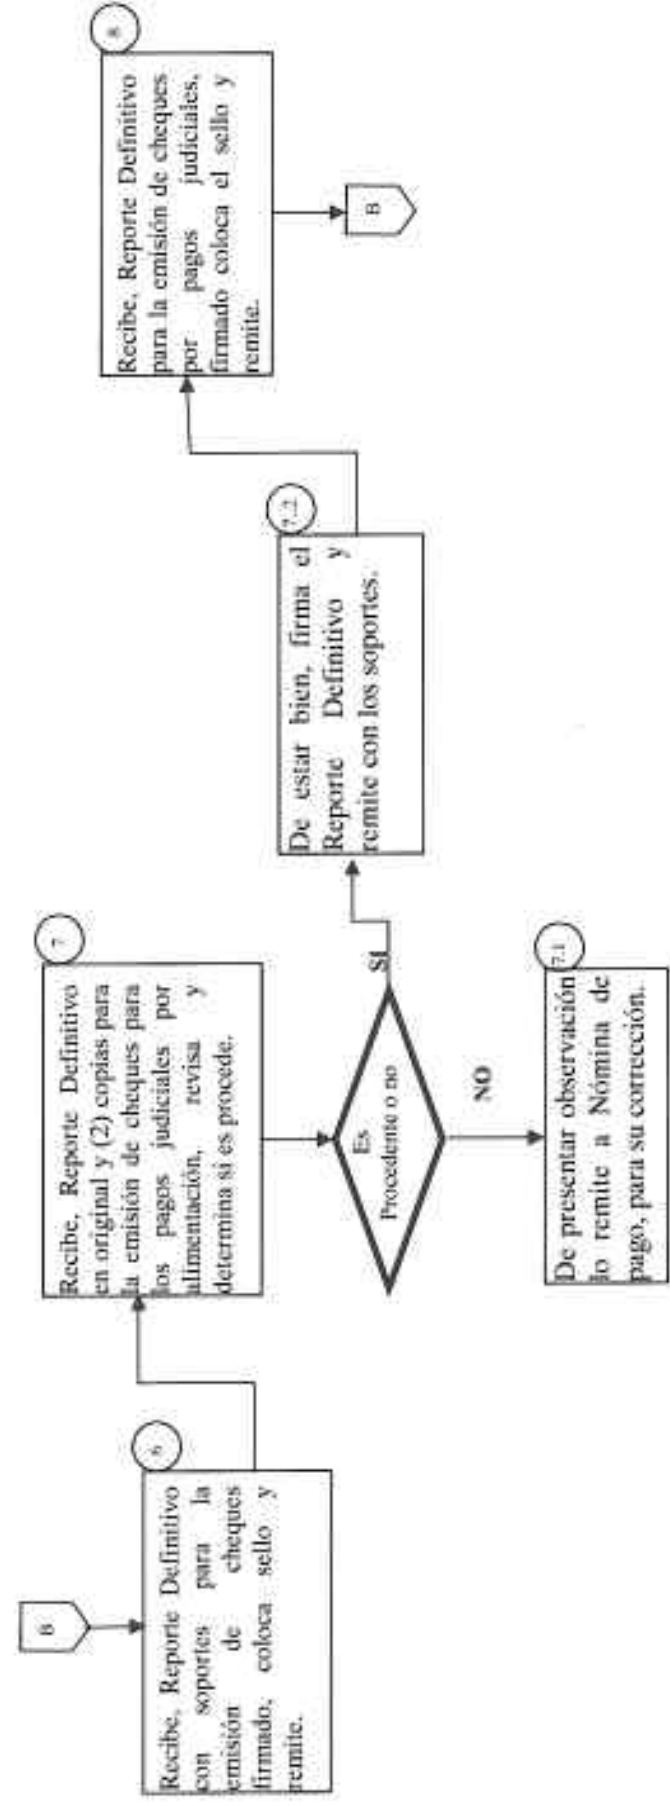 B
6
Recibe, Reporte Definitivo
con soportes para la
emisión de cheques
firmado, coloca sello y
remite.
7
Recibe, Reporte Definitivo
en original y (2) copias para
la emisión de cheques para
los pagos judiciales por
alimentación, revisa y
determina si es procede.
Es
Procedente o no
SI
NO
7.1
De presentar observación
lo remite a Nómina de
pago, para su corrección.
7.2
De estar bien, firma el
Reporte Definitivo y
remite con los soportes.
8
Recibe, Reporte Definitivo
para la emisión de cheques
por pagos judiciales,
firmado coloca el sello y
remite.
B